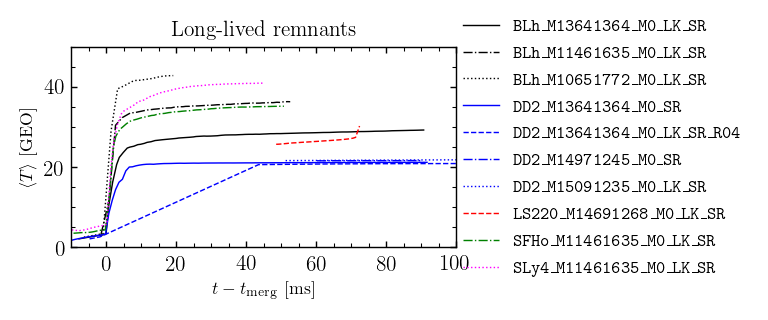 Long-lived remnants
⟨T⟩ [GEO]
40
20
0
0 20 40 60 80 100
t − t_merg [ms]
BLh_M13641364_M0_LK_SR
BLh_M11461635_M0_LK_SR
BLh_M10651772_M0_LK_SR
DD2_M13641364_M0_SR
DD2_M13641364_M0_LK_SR_R04
DD2_M14971245_M0_SR
DD2_M15091235_M0_LK_SR
LS220_M14691268_M0_LK_SR
SFHo_M11461635_M0_LK_SR
SLy4_M11461635_M0_LK_SR